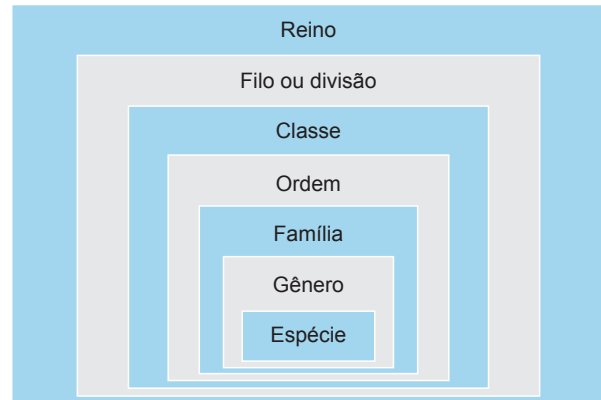 Reino
Filo ou divisão
Classe
Ordem
Família
Gênero
Espécie